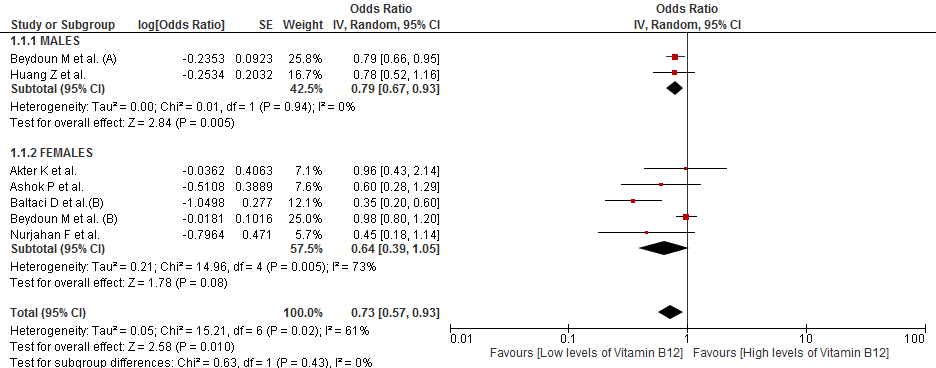 Odds Ratio Odds Ratio
Study or Subgroup log[Odds Ratio] SE Weight IV, Random, 95% CI IV, Random, 95% CI
1.1.1 MALES
Beydoun M et al. (A) -0.2353 0.0923 25.8% 0.79 [0.66, 0.95]
Huang Z et al. -0.2534 0.2032 16.7% 0.78 [0.52, 1.16]
Subtotal (95% CI) 42.5% 0.79 [0.67, 0.93]
Heterogeneity: Tau² = 0.00; Chi² = 0.01, df = 1 (P = 0.94); I² = 0%
Test for overall effect: Z = 2.84 (P = 0.005)
1.1.2 FEMALES
Akter K et al. -0.0362 0.4063 7.1% 0.96 [0.43, 2.14]
Ashok P et al. -0.5108 0.3889 7.6% 0.60 [0.28, 1.29]
Baltaci D et al.(B) -1.0498 0.277 12.1% 0.35 [0.20, 0.60]
Beydoun M et al. (B) -0.0181 0.1016 25.0% 0.98 [0.80, 1.20]
Nurjahan F et al. -0.7964 0.471 5.7% 0.45 [0.18, 1.14]
Subtotal (95% CI) 57.5% 0.64 [0.39, 1.05]
Heterogeneity: Tau² = 0.21; Chi² = 14.96, df = 4 (P = 0.005); I² = 73%
Test for overall effect: Z = 1.78 (P = 0.08)
Total (95% CI) 100.0% 0.73 [0.57, 0.93]
Heterogeneity: Tau² = 0.05; Chi² = 15.21, df = 6 (P = 0.02); I² = 61%
Test for overall effect: Z = 2.58 (P = 0.010)
Test for subgroup differences: Chi² = 0.63, df = 1 (P = 0.43), I² = 0%
0.01 0.1 1 10 100
Favours [Low levels of Vitamin B12] Favours [High levels of Vitamin B12]